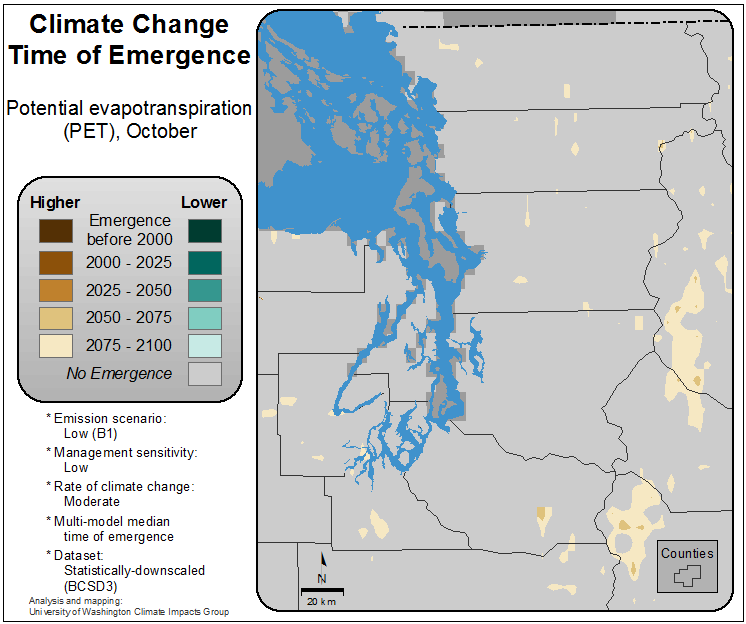 Climate Change
Time of Emergence
Potential evapotranspiration
(PET), October
Higher
Lower
Emergence
before 2000
2000 - 2025
2025 - 2050
2050 - 2075
2075 - 2100
No Emergence
* Emission scenario:
Low (B1)
* Management sensitivity:
Low
* Rate of climate change:
Moderate
* Multi-model median
time of emergence
* Dataset:
Statistically-downscaled
(BCSD3)
Analysis and mapping:
University of Washington Climate Impacts Group
N
20 km
Counties